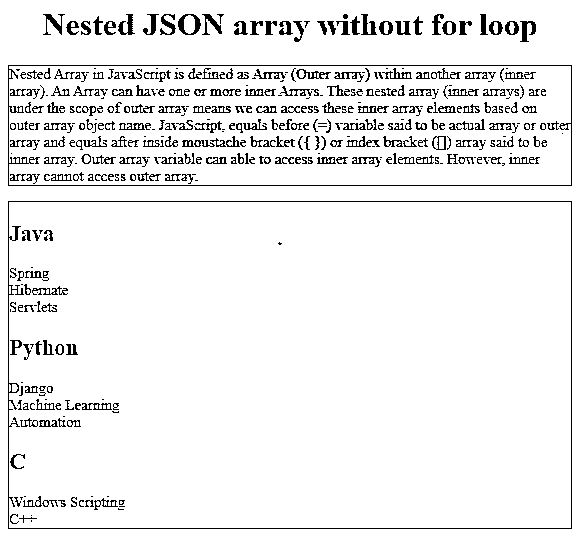 Nested JSON array without for loop
Nested Array in JavaScript is defined as Array (Outer array) within another array (inner
array). An Array can have one or more inner Arrays. These nested array (inner arrays) are
under the scope of outer array means we can access these inner array elements based on
outer array object name. JavaScript, equals before (=) variable said to be actual array or outer
array and equals after inside moustache bracket ({ }) or index bracket ([]) array said to be
inner array. Outer array variable can able to access inner array elements. However, inner
array cannot access outer array.
Java
Spring
Hibernate
Servlets
Python
Django
Machine Learning
Automation
C
Windows Scripting
C++